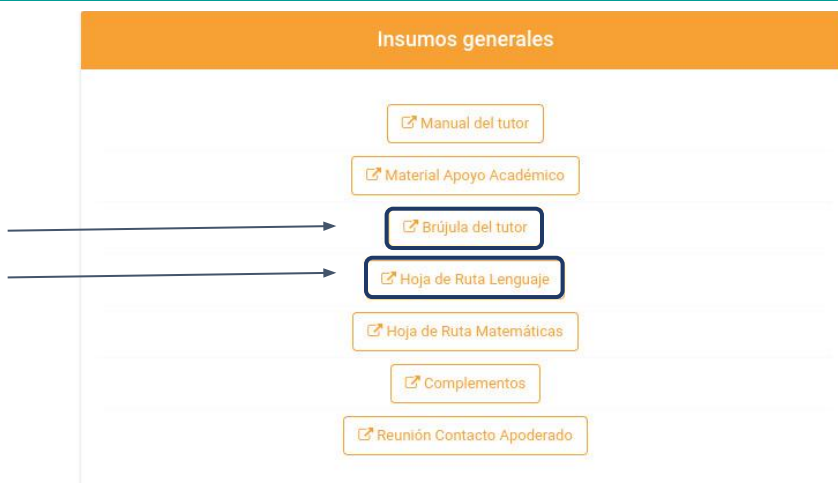 Insumos generales
Manual del tutor
Material Apoyo Académico
Brújula del tutor
Hoja de Ruta Lenguaje
Hoja de Ruta Matemáticas
Complementos
Reunión Contacto Apoderado